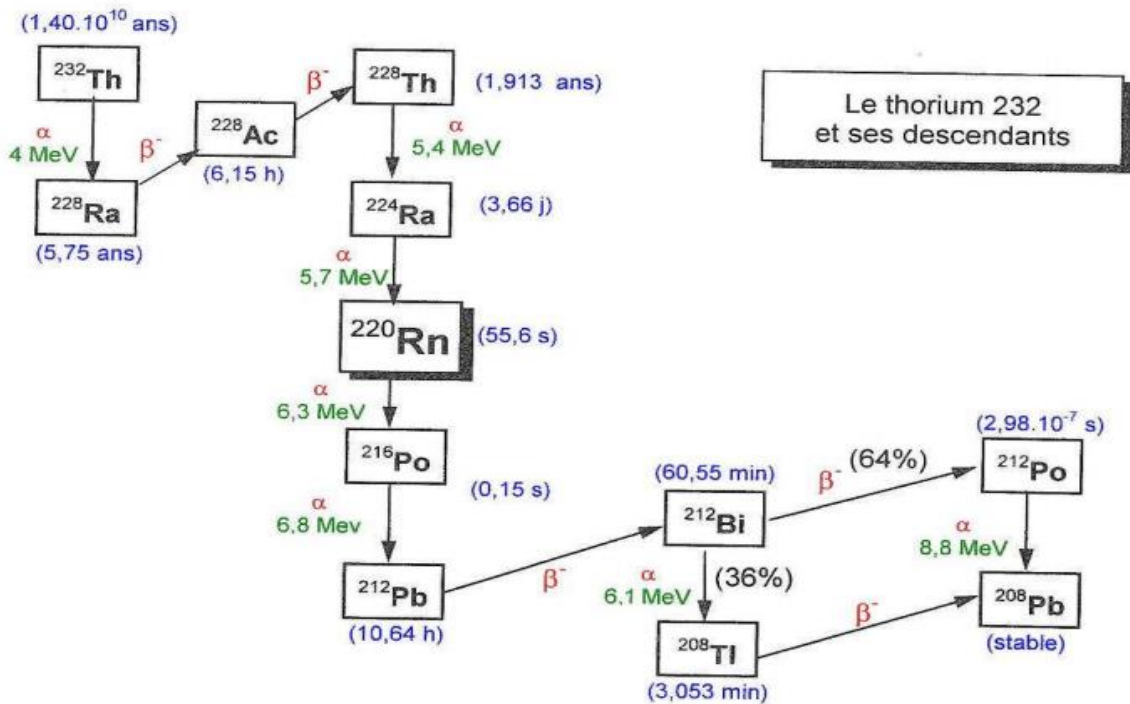 (1,40.10¹⁰ ans)
²³²Th
α
4 MeV
²²⁸Ra
(5,75 ans)
β⁻
²²⁸Ac
(6,15 h)
β⁻
²²⁸Th
(1,913 ans)
α
5,4 MeV
²²⁴Ra
(3,66 j)
α
5,7 MeV
²²⁰Rn
(55,6 s)
α
6,3 MeV
²¹⁶Po
(0,15 s)
α
6,8 Mev
²¹²Pb
(10,64 h)
β⁻
(60,55 min)
²¹²Bi
β⁻
(64%)
(2,98.10⁻⁷ s)
²¹²Po
α
8,8 MeV
α
6,1 MeV
(36%)
²⁰⁸Tl
(3,053 min)
β⁻
²⁰⁸Pb
(stable)
Le thorium 232
et ses descendants